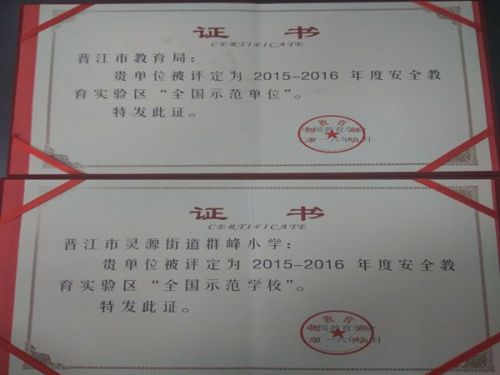 证 书
CERTIFICATE
晋江市教育局：
贵单位被评定为 2015-2016 年度安全教
育实验区“全国示范单位”。
特发此证。
证 书
CERTIFICATE
晋江市灵源街道群峰小学：
贵单位被评定为 2015-2016 年度安全教
育实验区“全国示范学校”。
特发此证。